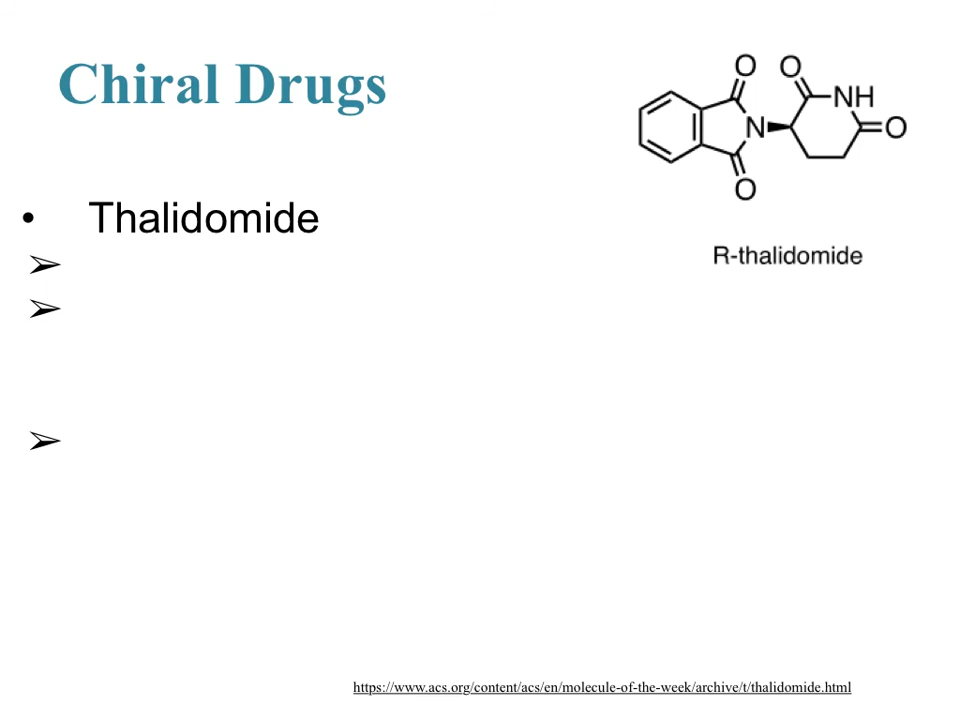 Chiral Drugs
• Thalidomide
➢
➢
➢
O O
NH
N
O
O
R-thalidomide
https://www.acs.org/content/acs/en/molecule-of-the-week/archive/t/thalidomide.html